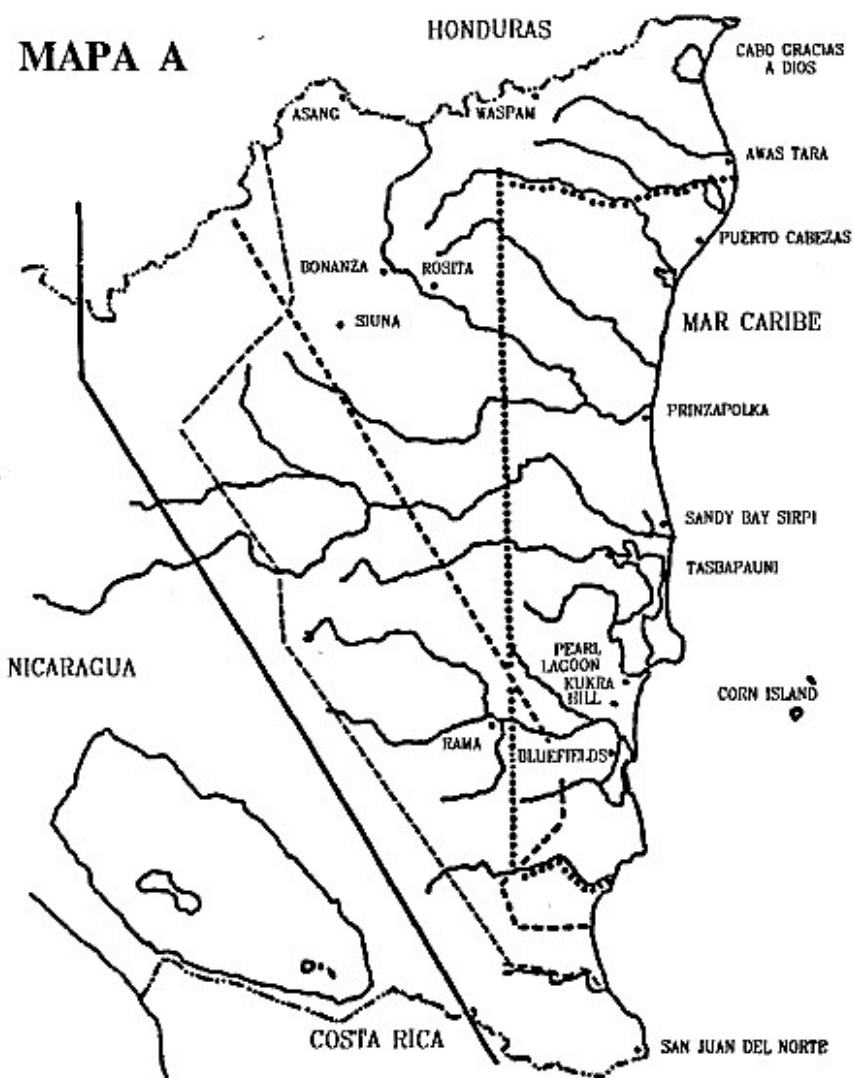 HONDURAS
MAPA A
CABO GRACIAS
A DIOS
ASANG
WASPAM
AWAS TARA
PUERTO CABEZAS
BONANZA
ROSITA
SIUNA
MAR CARIBE
PRINZAPOLKA
SANDY BAY SIRPI
TASBAPAUNI
NICARAGUA
PEARL
LAGOON
KUKRA
HILL
CORN ISLAND
RAMA
BLUEFIELDS
COSTA RICA
SAN JUAN DEL NORTE